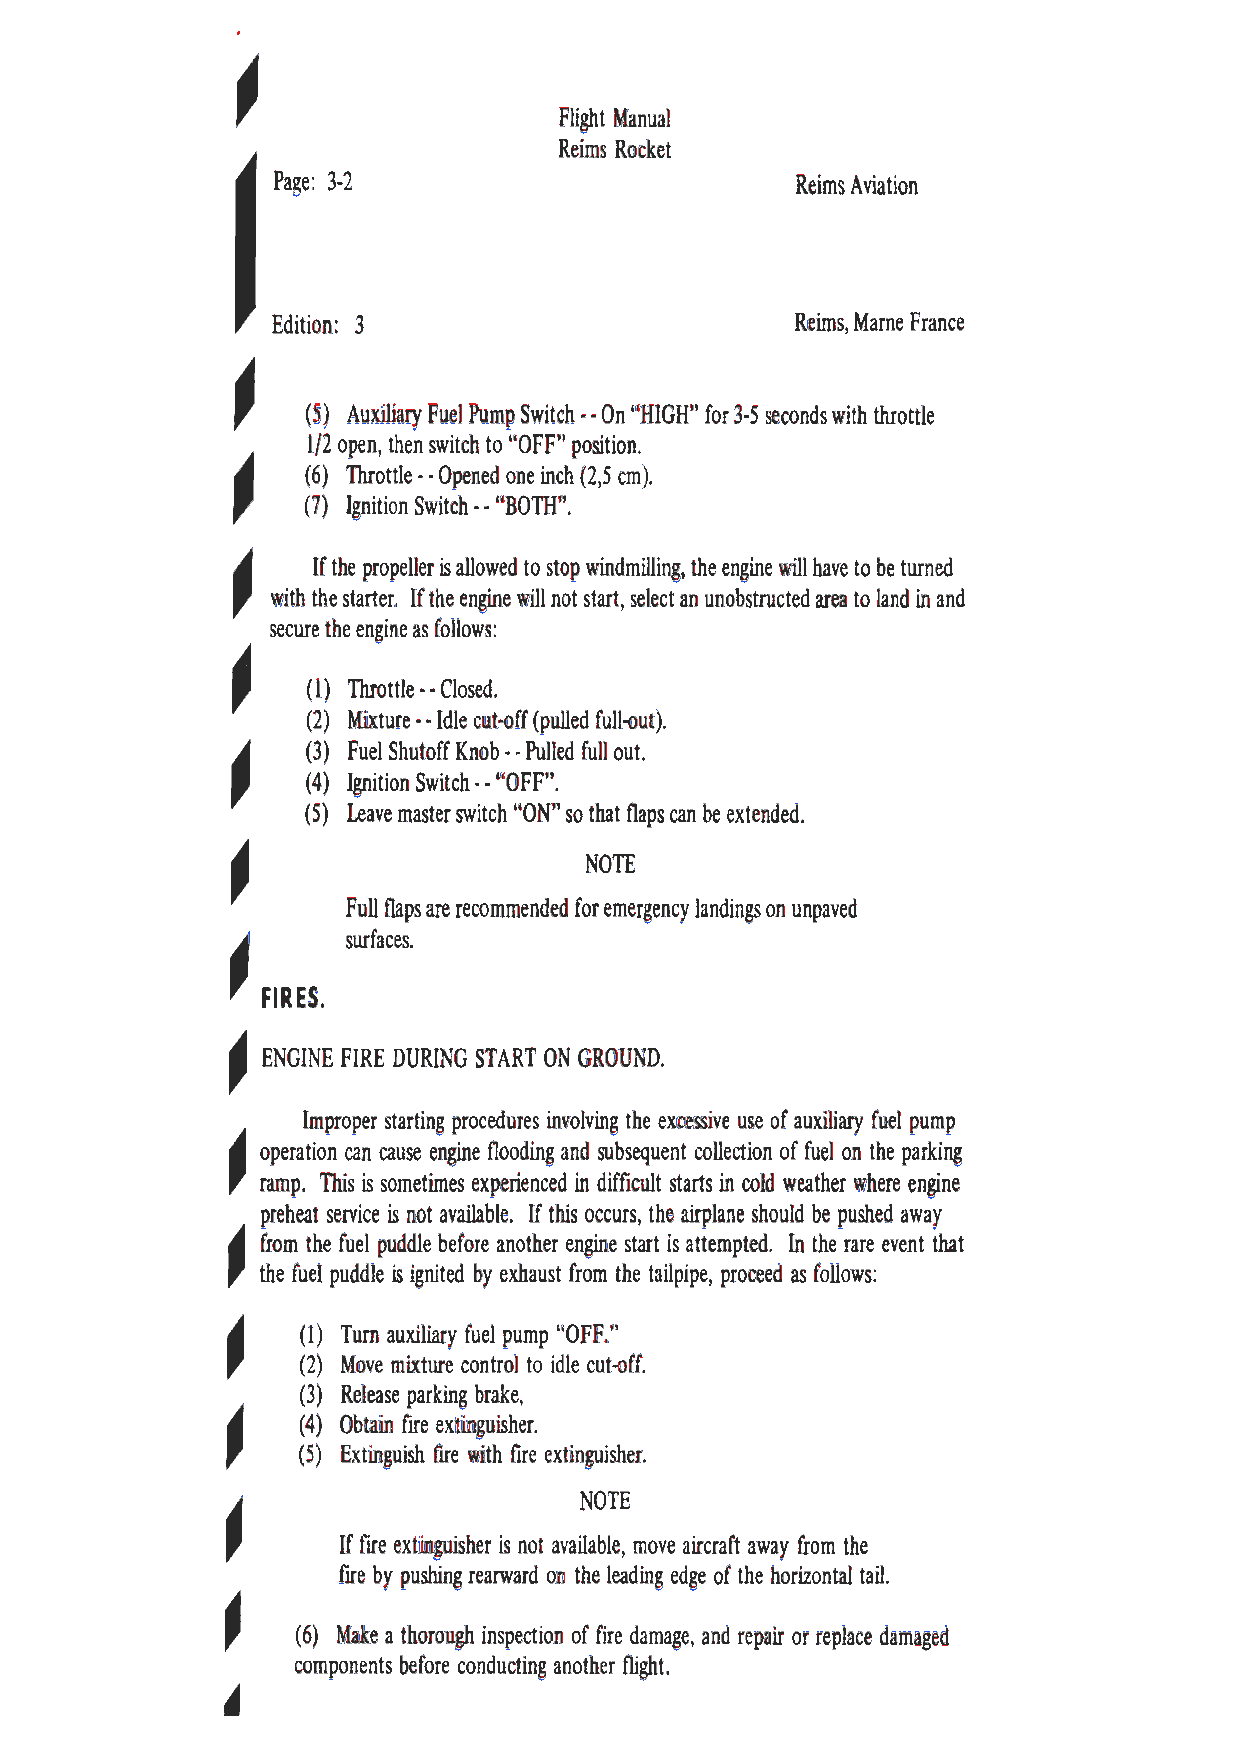 Flight Manual
Reims Rocket
Page: 3-2
Reims Aviation
Edition: 3
Reims, Marne France
(5) Auxiliary Fuel Pump Switch - - On “HIGH” for 3-5 seconds with throttle
1/2 open, then switch to “OFF” position.
(6) Throttle - - Opened one inch (2,5 cm).
(7) Ignition Switch - - “BOTH”.
If the propeller is allowed to stop windmilling, the engine will have to be turned
with the starter. If the engine will not start, select an unobstructed area to land in and
secure the engine as follows:
(1) Throttle - - Closed.
(2) Mixture - - Idle cut-off (pulled full-out).
(3) Fuel Shutoff Knob - - Pulled full out.
(4) Ignition Switch - - “OFF”.
(5) Leave master switch “ON” so that flaps can be extended.
NOTE
Full flaps are recommended for emergency landings on unpaved
surfaces.
FIRES.
ENGINE FIRE DURING START ON GROUND.
Improper starting procedures involving the excessive use of auxiliary fuel pump
operation can cause engine flooding and subsequent collection of fuel on the parking
ramp. This is sometimes experienced in difficult starts in cold weather where engine
preheat service is not available. If this occurs, the airplane should be pushed away
from the fuel puddle before another engine start is attempted. In the rare event that
the fuel puddle is ignited by exhaust from the tailpipe, proceed as follows:
(1) Turn auxiliary fuel pump “OFF.”
(2) Move mixture control to idle cut-off.
(3) Release parking brake,
(4) Obtain fire extinguisher.
(5) Extinguish fire with fire extinguisher.
NOTE
If fire extinguisher is not available, move aircraft away from the
fire by pushing rearward on the leading edge of the horizontal tail.
(6) Make a thorough inspection of fire damage, and repair or replace damaged
components before conducting another flight.